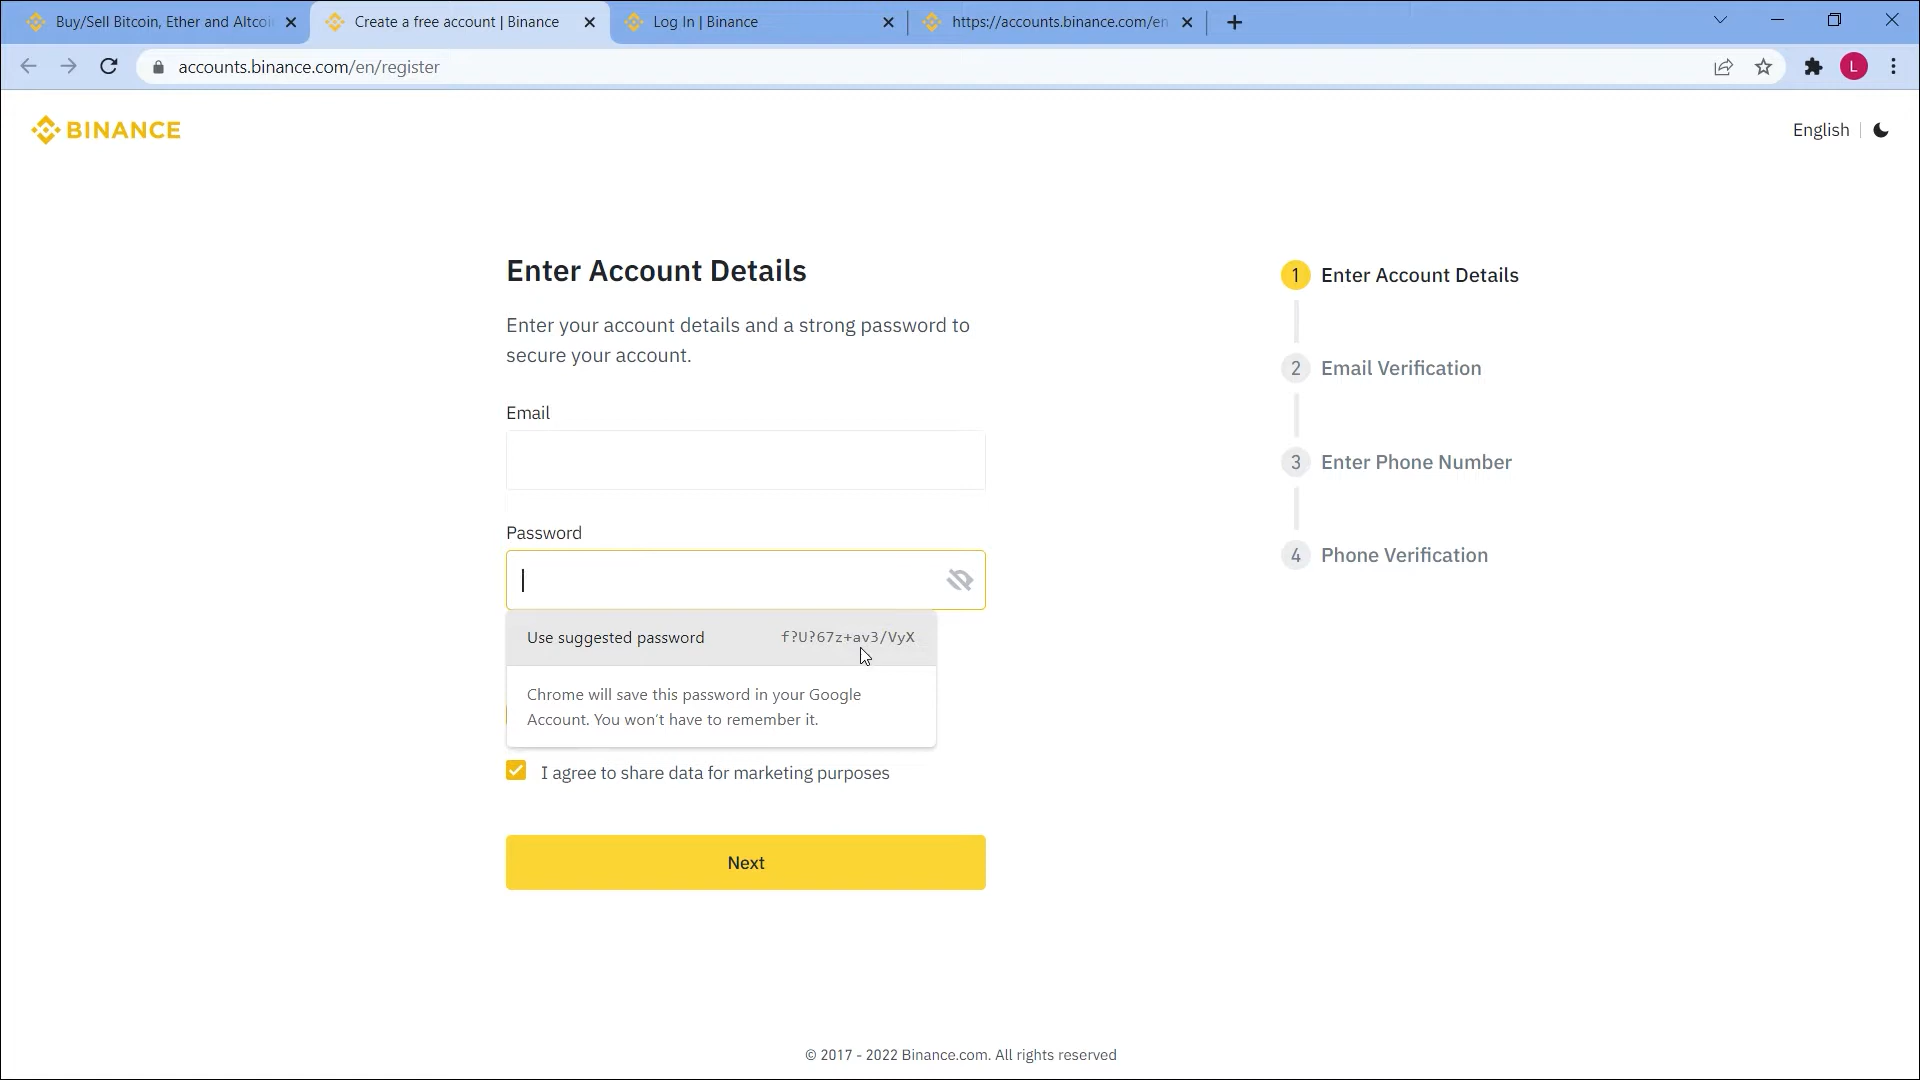 Buy/Sell Bitcoin, Ether and Altcoi
Create a free account | Binance
Log In | Binance
https://accounts.binance.com/en
accounts.binance.com/en/register
L
BINANCE
English
Enter Account Details
Enter your account details and a strong password to
secure your account.
Email
Password
Use suggested password f?U?67z+av3/VyX
Chrome will save this password in your Google
Account. You won't have to remember it.
I agree to share data for marketing purposes
Next
1 Enter Account Details
2 Email Verification
3 Enter Phone Number
4 Phone Verification
© 2017 - 2022 Binance.com. All rights reserved